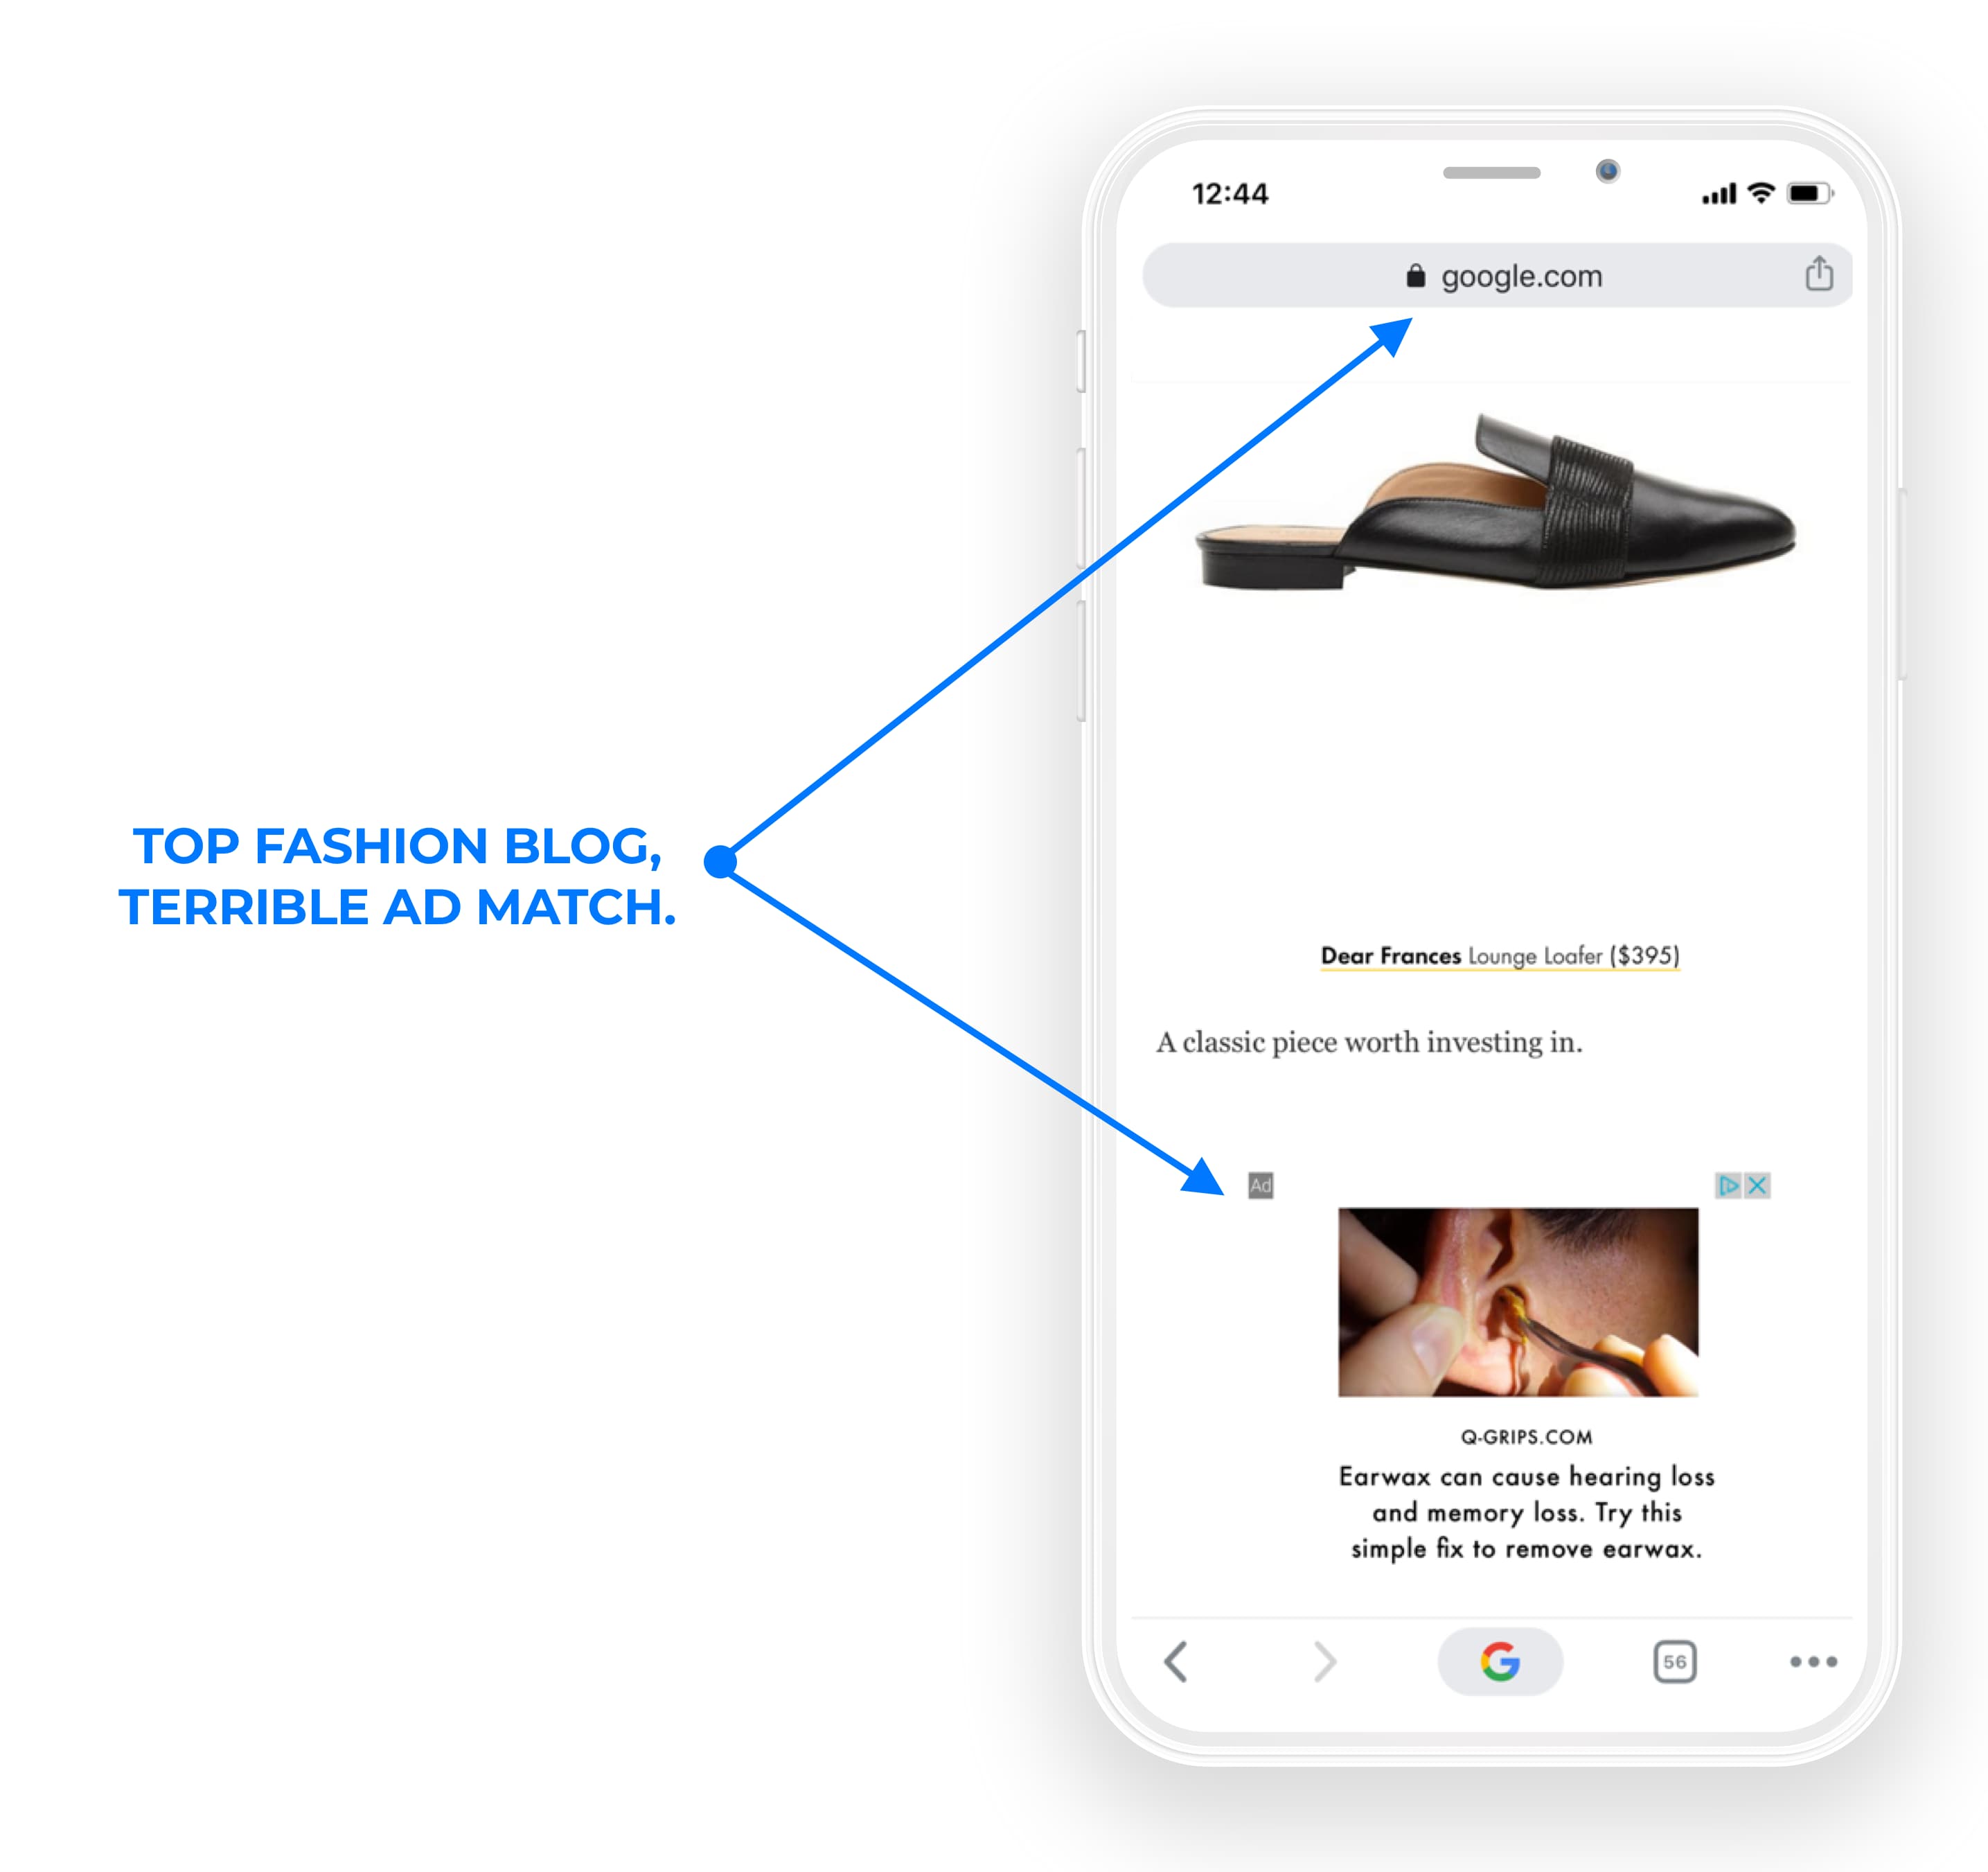 12:44
google.com
TOP FASHION BLOG,
TERRIBLE AD MATCH.
Dear Frances Lounge Loafer ($395)
A classic piece worth investing in.
Ad
Q-GRIPS.COM
Earwax can cause hearing loss
and memory loss. Try this
simple fix to remove earwax.
G
56